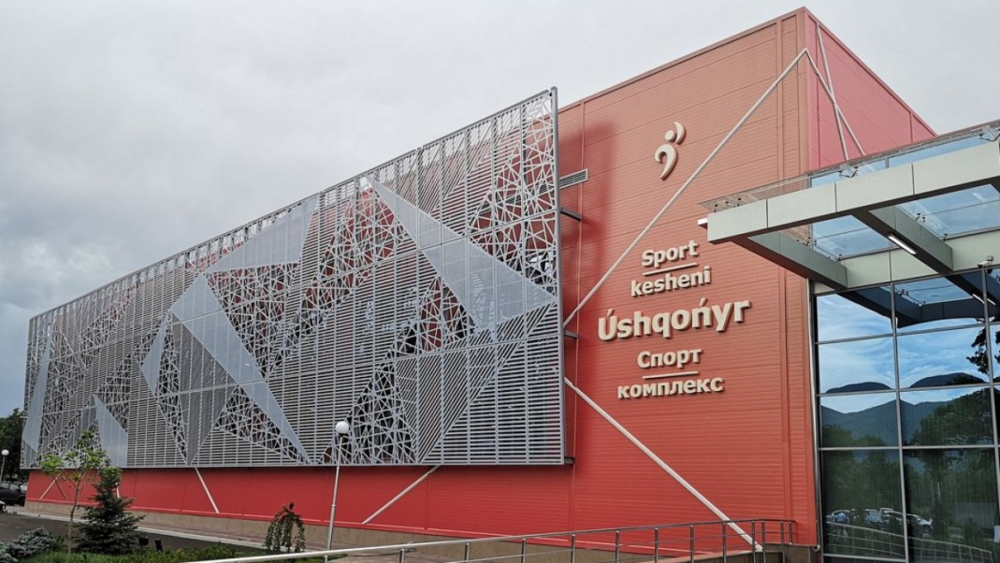 Sport
kesheni
Úshqońyr
Спорт
комплекс